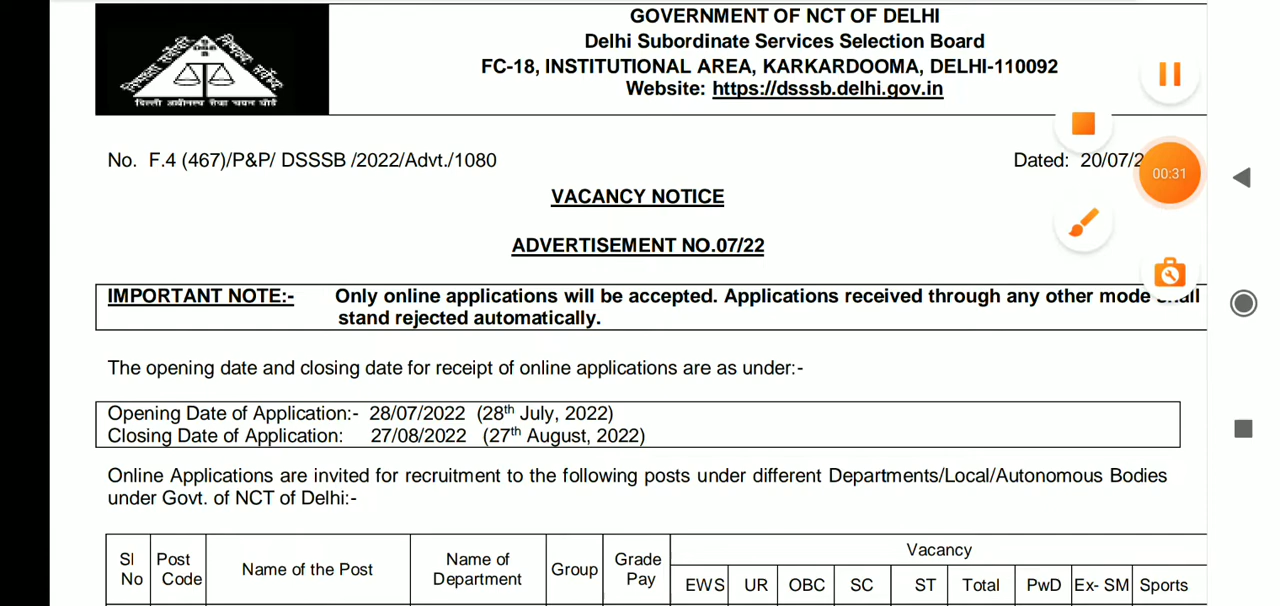 GOVERNMENT OF NCT OF DELHI
Delhi Subordinate Services Selection Board
FC-18, INSTITUTIONAL AREA, KARKARDOOMA, DELHI-110092
Website: https://dsssb.delhi.gov.in
दिल्ली अधीनस्थ सेवा चयन बोर्ड
No. F.4 (467)/P&P/ DSSSB /2022/Advt./1080 Dated: 20/07/2
00:31
VACANCY NOTICE
ADVERTISEMENT NO.07/22
IMPORTANT NOTE:- Only online applications will be accepted. Applications received through any other mode shall
stand rejected automatically.
The opening date and closing date for receipt of online applications are as under:-
Opening Date of Application:- 28/07/2022 (28th July, 2022)
Closing Date of Application: 27/08/2022 (27th August, 2022)
Online Applications are invited for recruitment to the following posts under different Departments/Local/Autonomous Bodies
under Govt. of NCT of Delhi:-
Sl No Post Code Name of the Post Name of Department Group Grade Pay Vacancy
EWS UR OBC SC ST Total PwD Ex- SM Sports